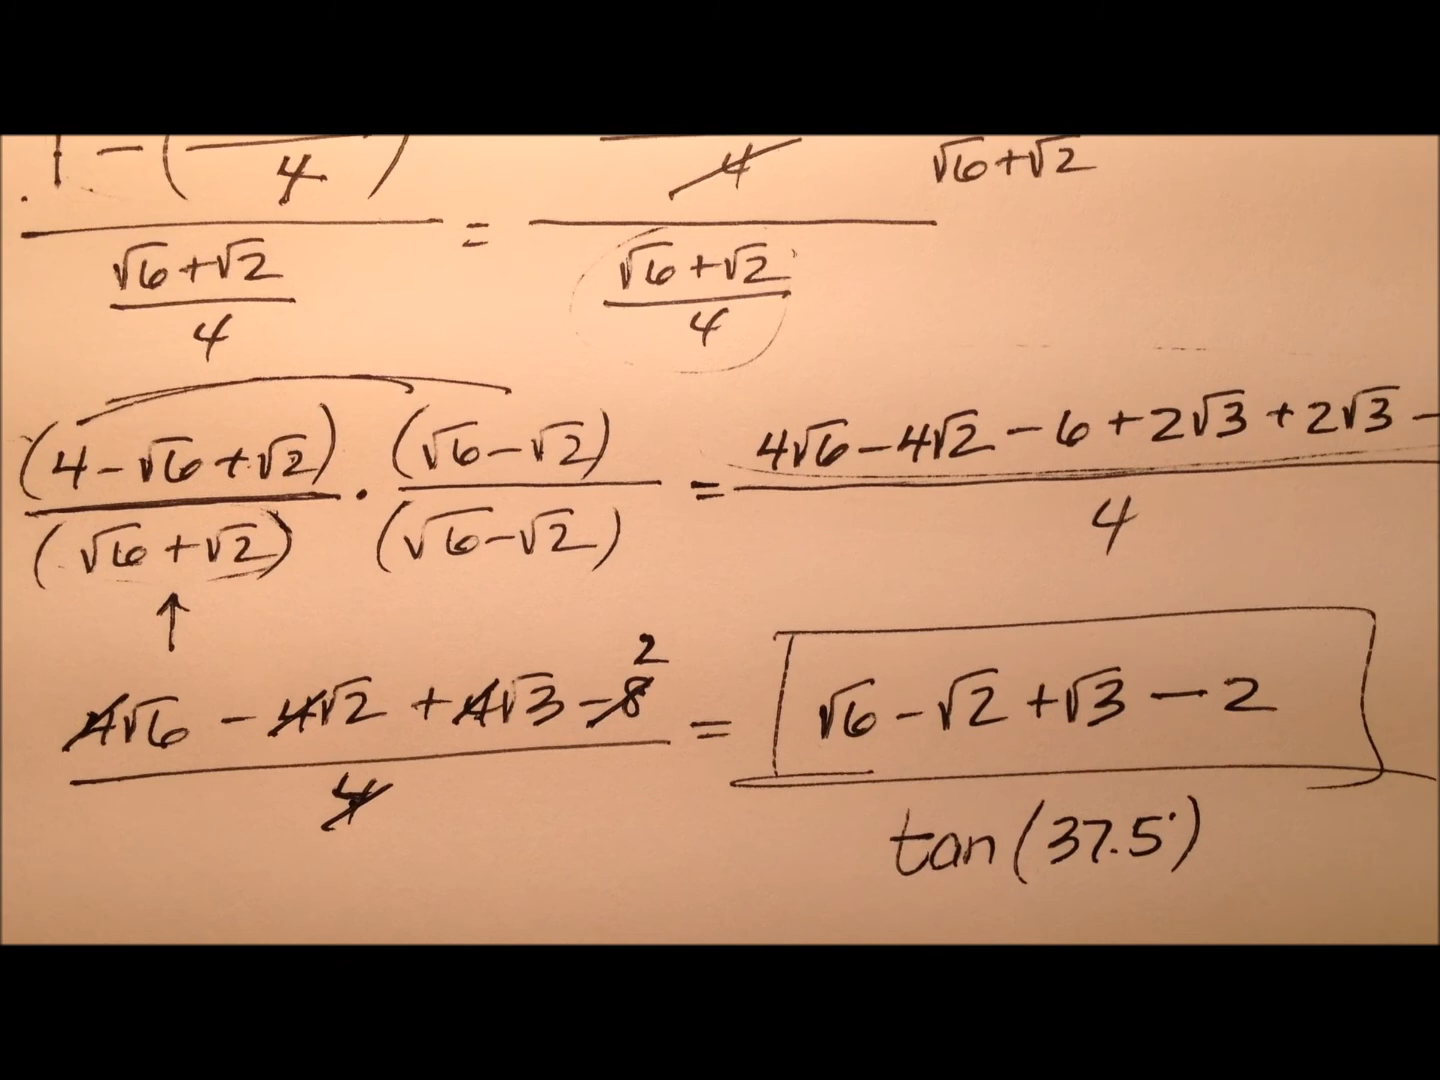 1 - ( / 4 ) / 4 √6+√2
√6+√2 / 4 = √6+√2 / 4
(4-√6+√2) / (√6+√2) · (√6-√2) / (√6-√2) = 4√6-4√2-6+2√3+2√3- / 4
↑
4√6 - 4√2 + 4√3 - 8 2 / 4 = √6-√2+√3-2
tan(37.5°)